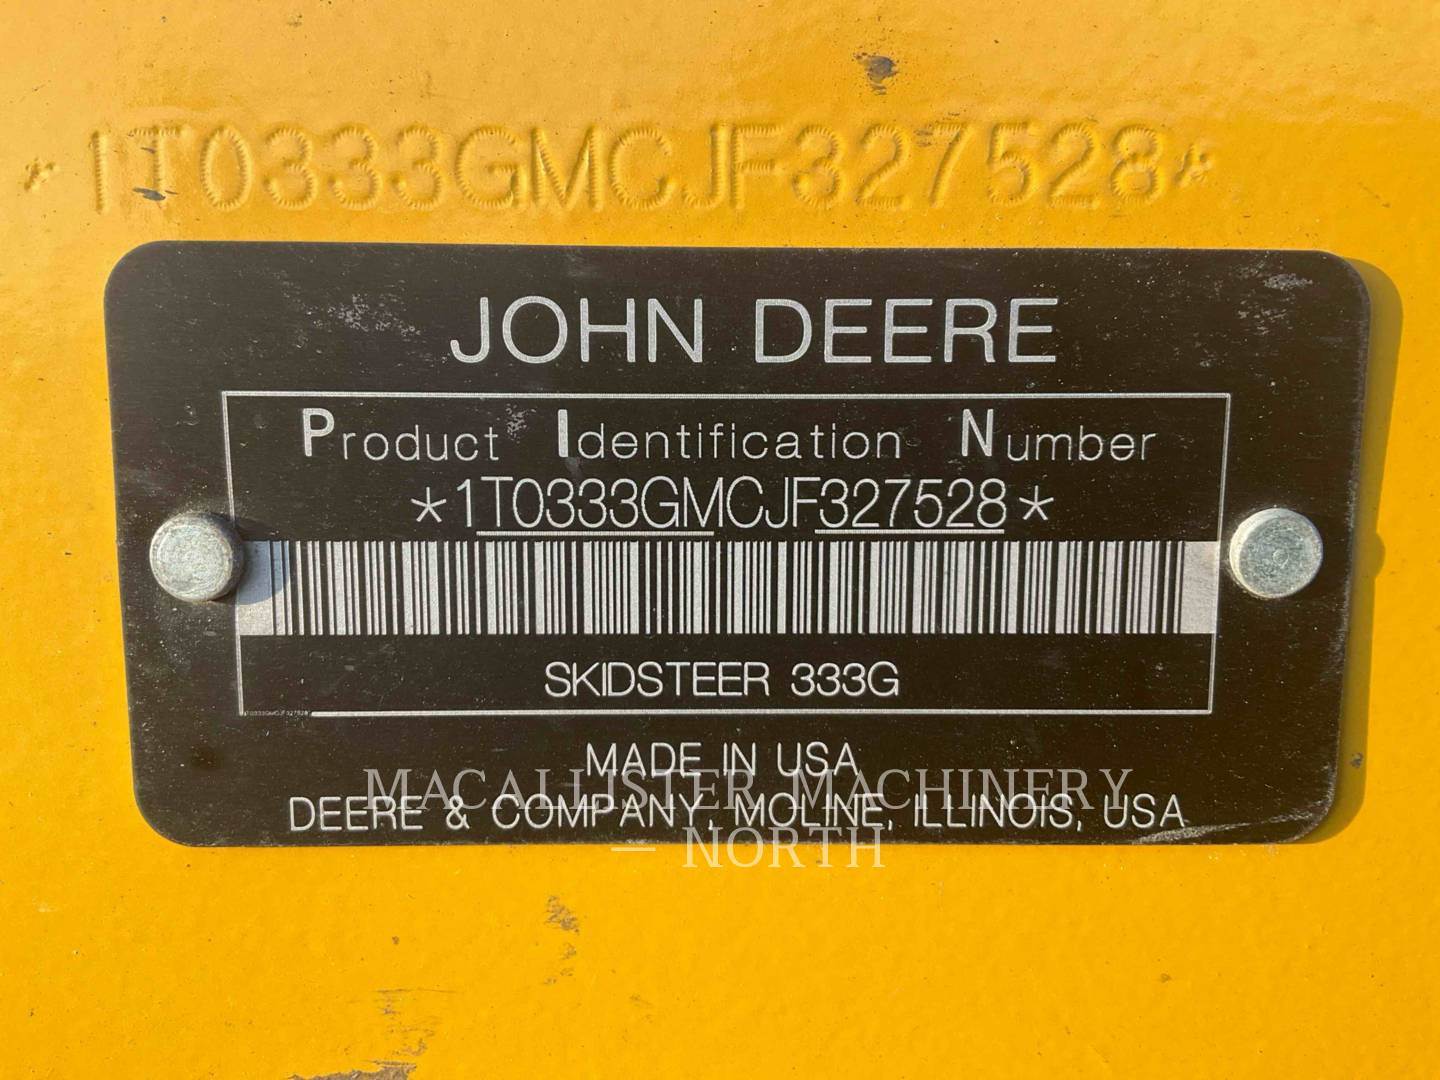 *1T0333GMCJF327528*
JOHN DEERE
Product Identification Number
*1T0333GMCJF327528*
SKIDSTEER 333G
1T0333GMCJF327528
MADE IN USA
MACALLISTER MACHINERY
DEERE & COMPANY, MOLINE, ILLINOIS, USA
— NORTH